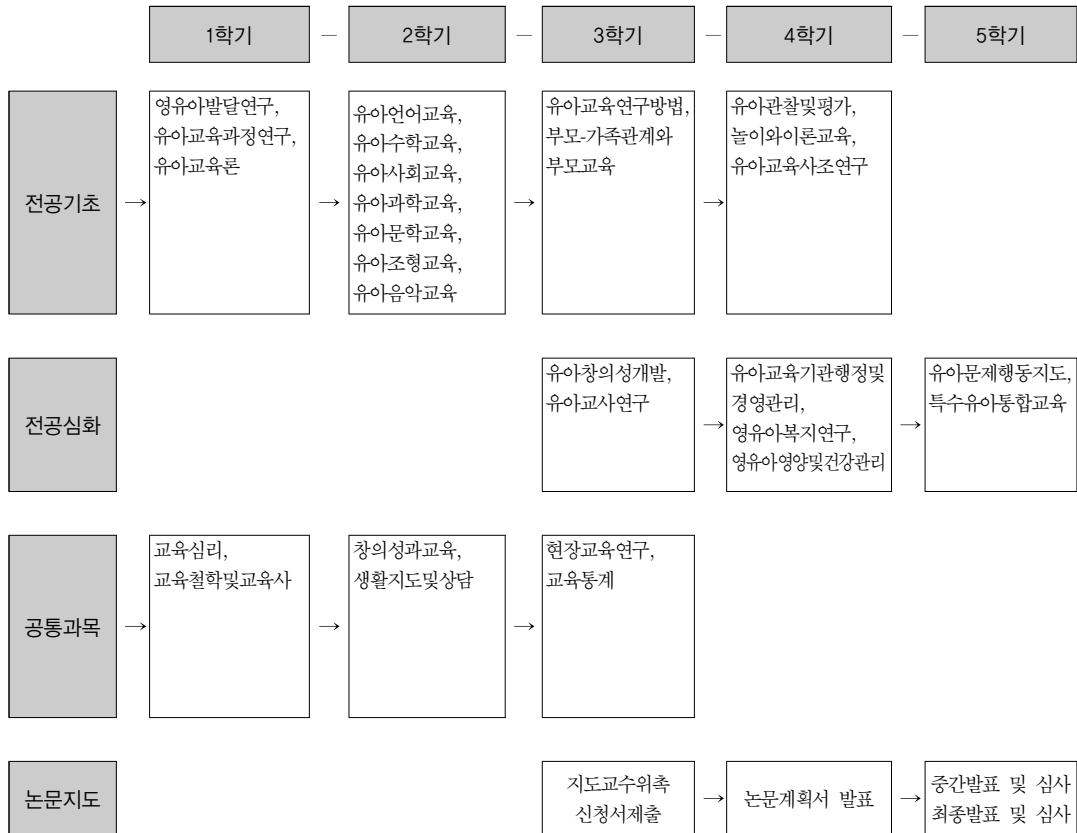 1학기 － 2학기 － 3학기 － 4학기 － 5학기
전공기초
→
영유아발달연구,
유아교육과정연구,
유아교육론
→
유아언어교육,
유아수학교육,
유아사회교육,
유아과학교육,
유아문학교육,
유아조형교육,
유아음악교육
→
유아교육연구방법,
부모-가족관계와
부모교육
→
유아관찰및평가,
놀이와이론교육,
유아교육사조연구
전공심화
유아창의성개발,
유아교사연구
→
유아교육기관행정및
경영관리,
영유아복지연구,
영유아영양및건강관리
→
유아문제행동지도,
특수유아통합교육
공통과목
→
교육심리,
교육철학및교육사
→
창의성과교육,
생활지도및상담
→
현장교육연구,
교육통계
논문지도
지도교수위촉
신청서제출
→
논문계획서 발표
→
중간발표 및 심사
최종발표 및 심사